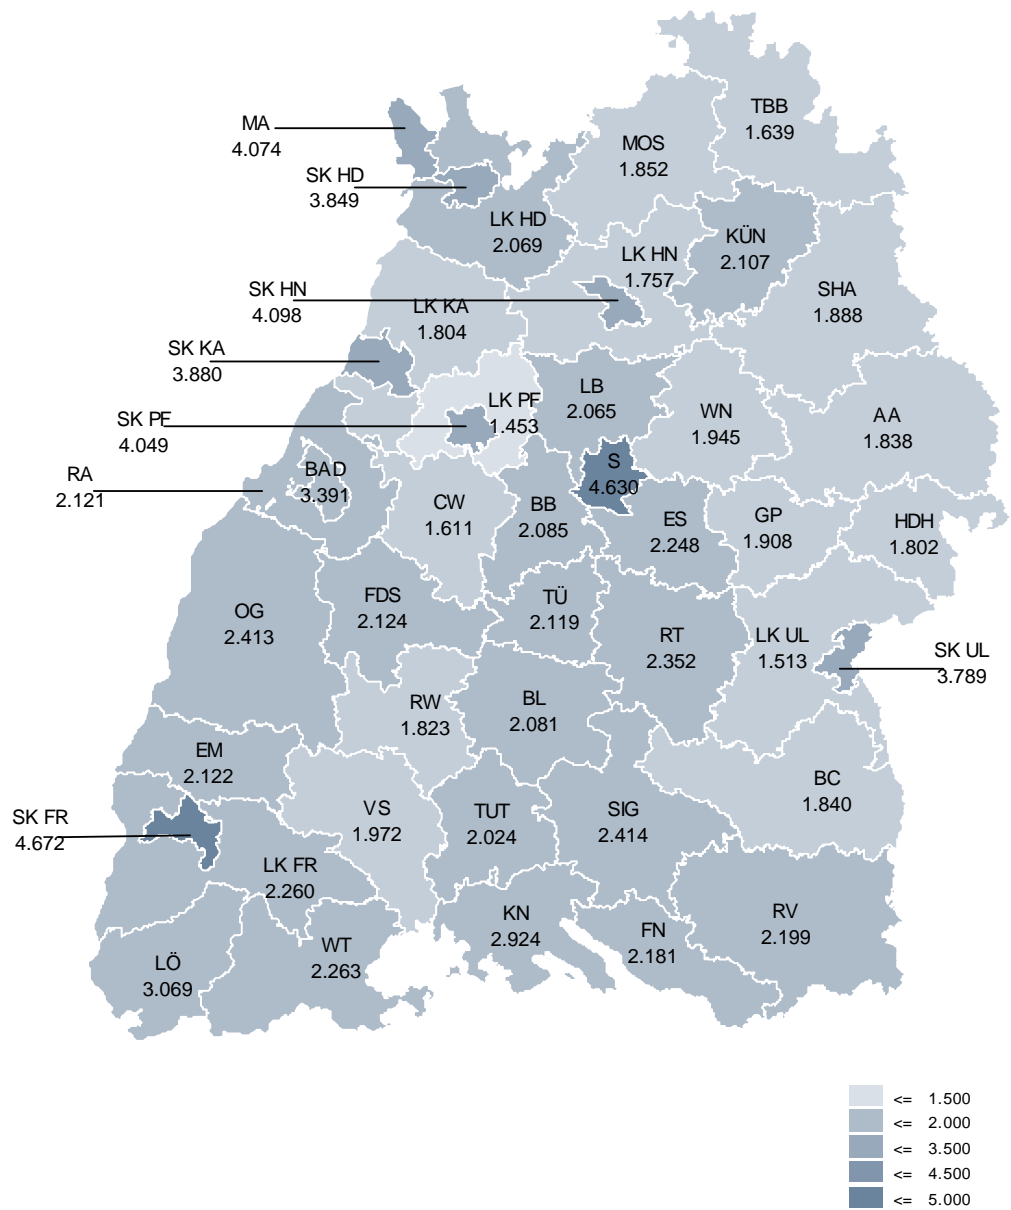 TBB
1.639
MA
4.074
MOS
1.852
SK HD
3.849
LK HD
2.069
KÜN
2.107
LK HN
1.757
SK HN
4.098
LK KA
1.804
SHA
1.888
SK KA
3.880
LB
2.065
LK PF
1.453
WN
1.945
AA
1.838
SK PF
4.049
RA
2.121
BAD
3.391
S
4.630
CW
1.611
BB
2.085
ES
2.248
GP
1.908
HDH
1.802
OG
2.413
FDS
2.124
TÜ
2.119
RT
2.352
LK UL
1.513
SK UL
3.789
RW
1.823
BL
2.081
EM
2.122
BC
1.840
SK FR
4.672
VS
1.972
TUT
2.024
SIG
2.414
LK FR
2.260
KN
2.924
FN
2.181
RV
2.199
WT
2.263
LÖ
3.069
<= 1.500
<= 2.000
<= 3.500
<= 4.500
<= 5.000